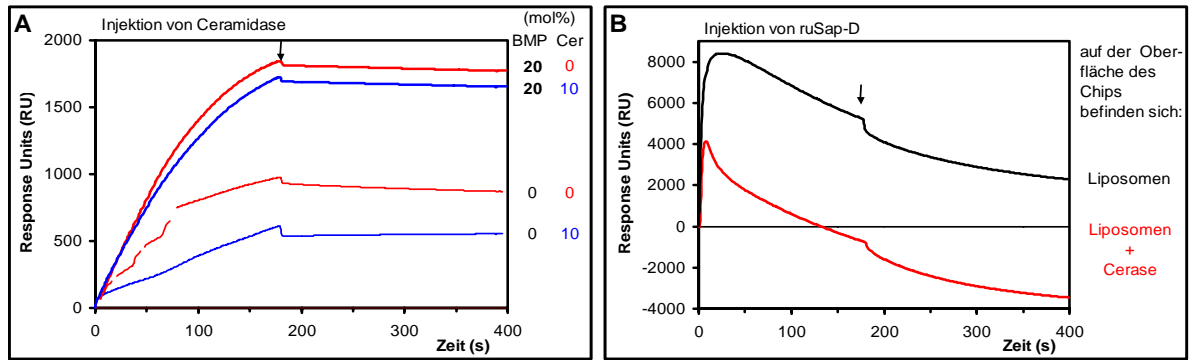 A
Injektion von Ceramidase
(mol%)
BMP Cer
20 0
20 10
0 0
0 10
Response Units (RU)
2000
1500
1000
500
0
0 100 200 300 400
Zeit (s)
B
Injektion von ruSap-D
auf der Ober-
fläche des
Chips
befinden sich:
Liposomen
Liposomen
+
Cerase
Response Units (RU)
8000
6000
4000
2000
0
-2000
-4000
0 100 200 300 400
Zeit (s)